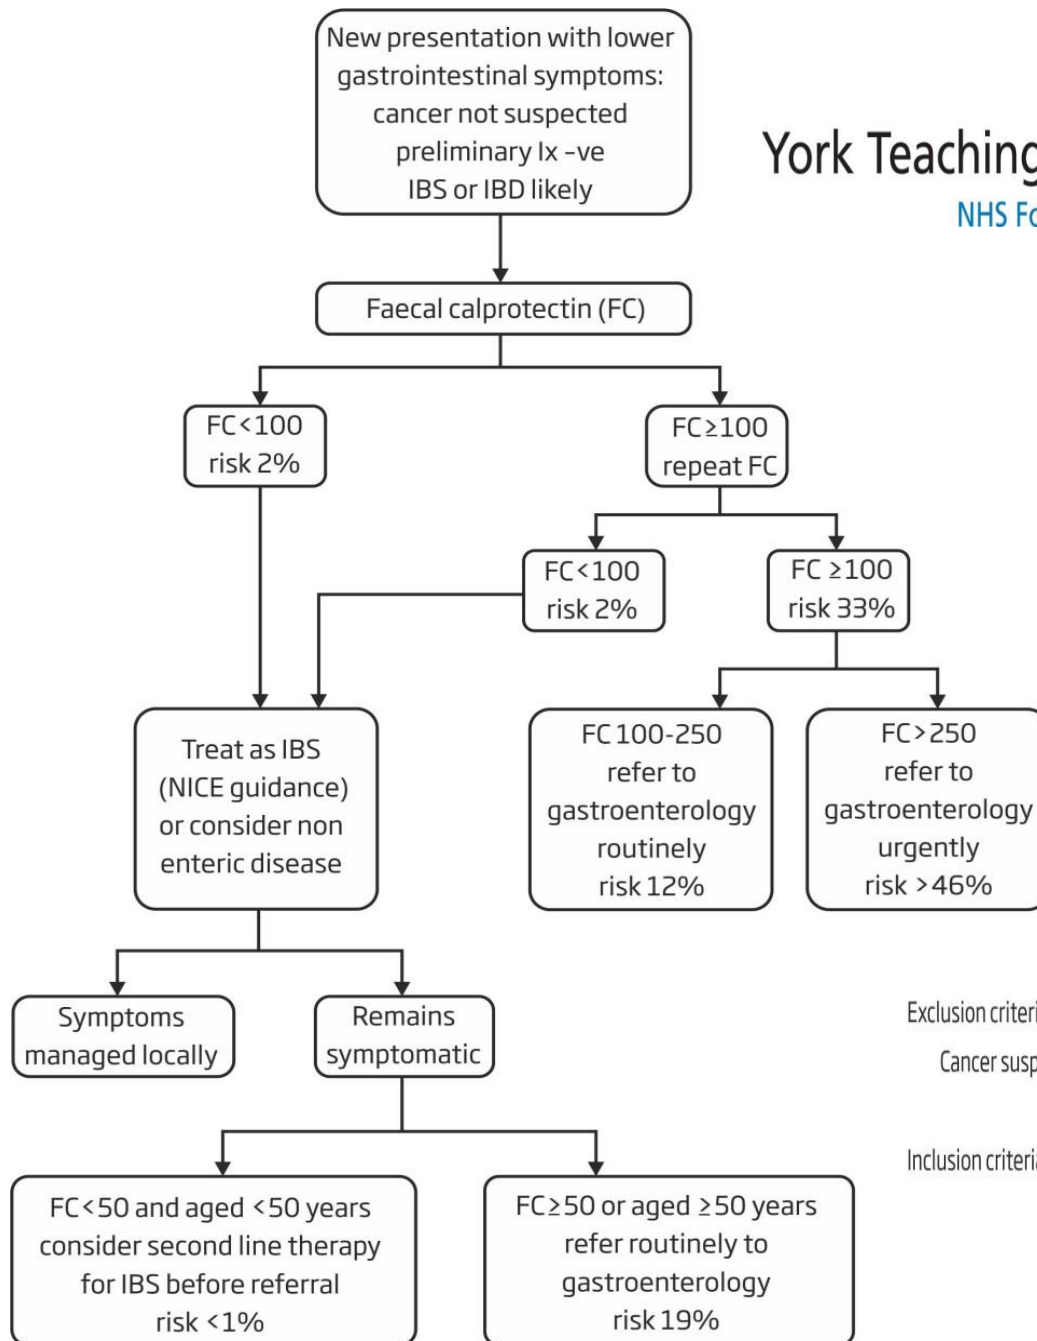 New presentation with lower
gastrointestinal symptoms:
cancer not suspected
preliminary Ix –ve
IBS or IBD likely
York Teaching
NHS Fo
Faecal calprotectin (FC)
FC<100
risk 2%
FC≥100
repeat FC
FC<100
risk 2%
FC ≥100
risk 33%
Treat as IBS
(NICE guidance)
or consider non
enteric disease
FC 100-250
refer to
gastroenterology
routinely
risk 12%
FC>250
refer to
gastroenterology
urgently
risk >46%
Symptoms
managed locally
Remains
symptomatic
Exclusion criteri
Cancer susp
Inclusion criteria
FC<50 and aged <50 years
consider second line therapy
for IBS before referral
risk <1%
FC≥50 or aged ≥50 years
refer routinely to
gastroenterology
risk 19%